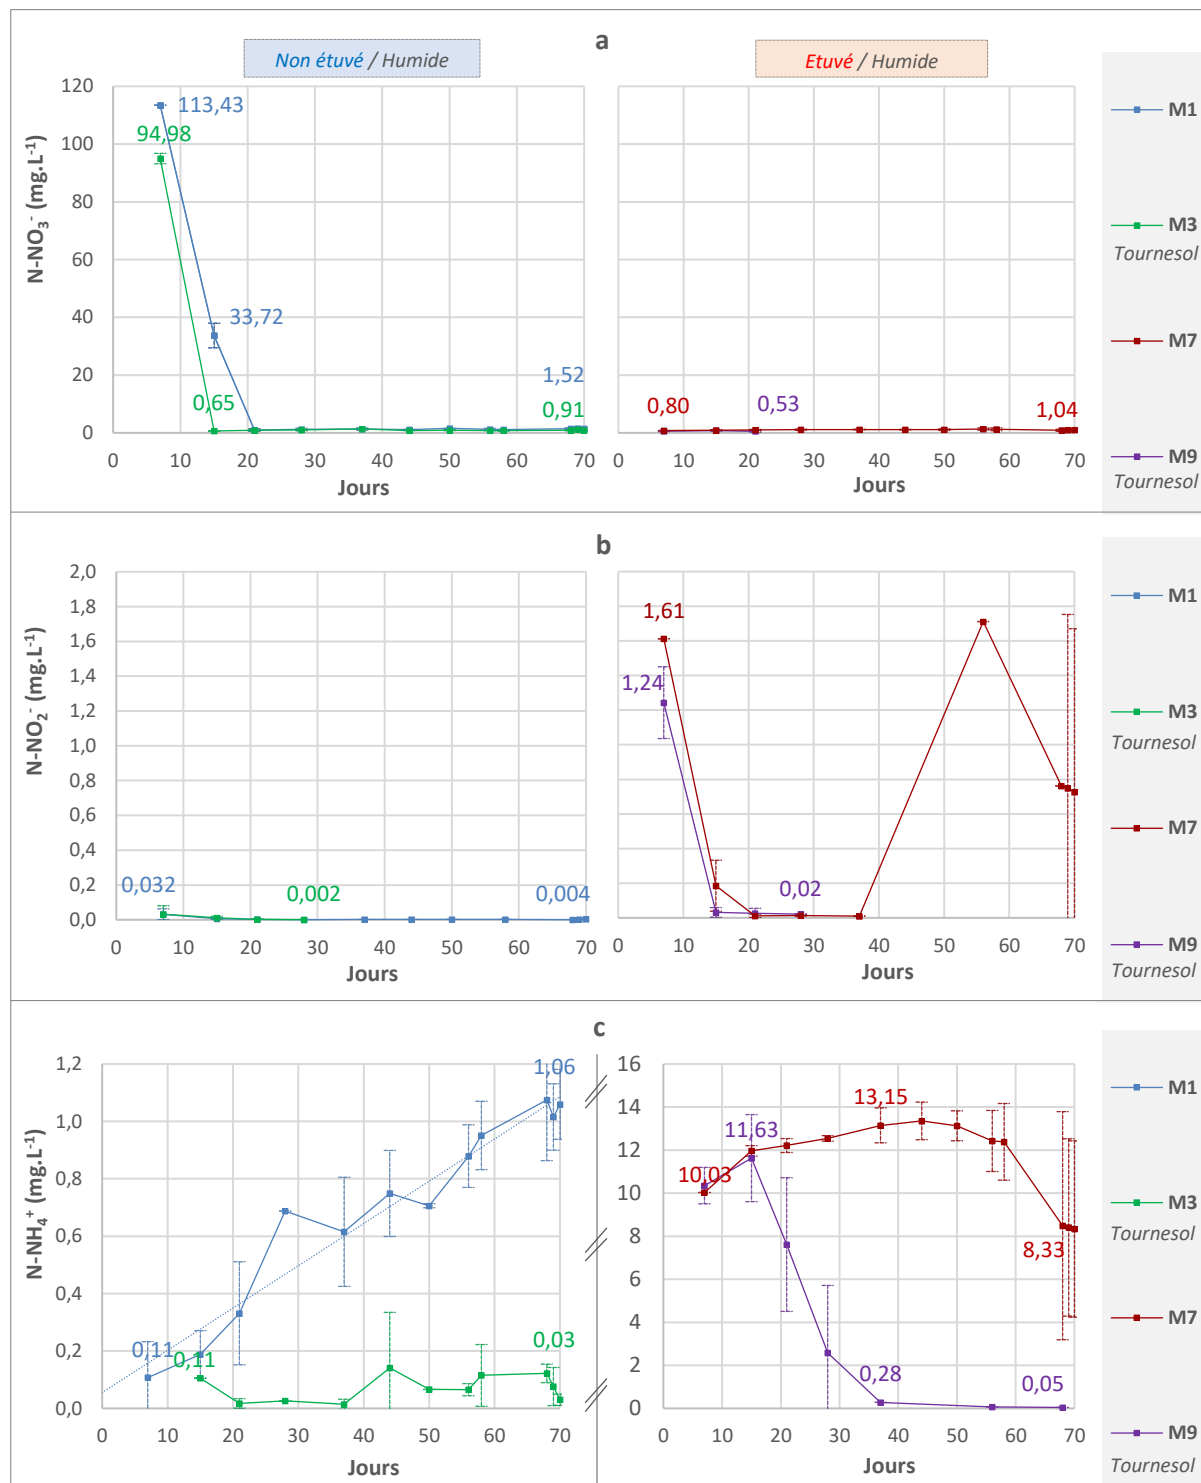 a
Non étuvé / Humide
Etuvé / Humide
N-NO3- (mg.L-1)
120
100
80
60
40
20
0
113,43
94,98
33,72
0,65
1,52
0,91
0 10 20 30 40 50 60 70
Jours
0,80
0,53
1,04
0 10 20 30 40 50 60 70
Jours
M1
M3
Tournesol
M7
M9
Tournesol
b
N-NO2- (mg.L-1)
2,0
1,8
1,6
1,4
1,2
1,0
0,8
0,6
0,4
0,2
0,0
0,032
0,002
0,004
0 10 20 30 40 50 60 70
Jours
1,61
1,24
0,02
0 10 20 30 40 50 60 70
Jours
M1
M3
Tournesol
M7
M9
Tournesol
c
N-NH4+ (mg.L-1)
1,2
1,0
0,8
0,6
0,4
0,2
0,0
0,11
0,11
1,06
0,03
0 10 20 30 40 50 60 70
Jours
16
14
12
10
8
6
4
2
0
10,03
11,63
13,15
8,33
0,28
0,05
0 10 20 30 40 50 60 70
Jours
M1
M3
Tournesol
M7
M9
Tournesol